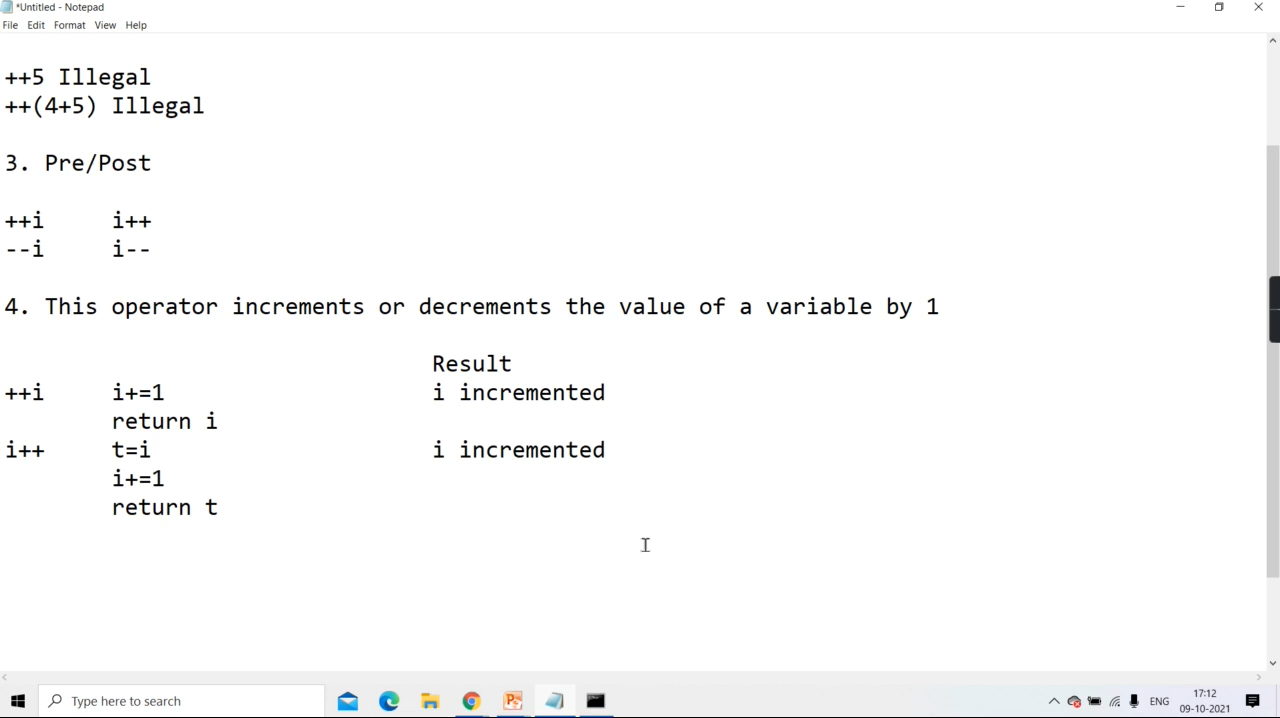 *Untitled - Notepad
File Edit Format View Help
++5 Illegal
++(4+5) Illegal
3. Pre/Post
++i i++
--i i--
4. This operator increments or decrements the value of a variable by 1
Result
++i i+=1 i incremented
return i
i++ t=i i incremented
i+=1
return t
Type here to search
ENG
17:12
09-10-2021